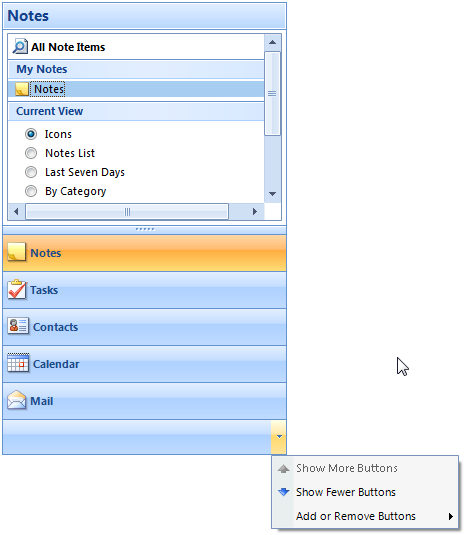 Notes
All Note Items
My Notes
Notes
Current View
Icons
Notes List
Last Seven Days
By Category
Notes
Tasks
Contacts
Calendar
Mail
Show More Buttons
Show Fewer Buttons
Add or Remove Buttons